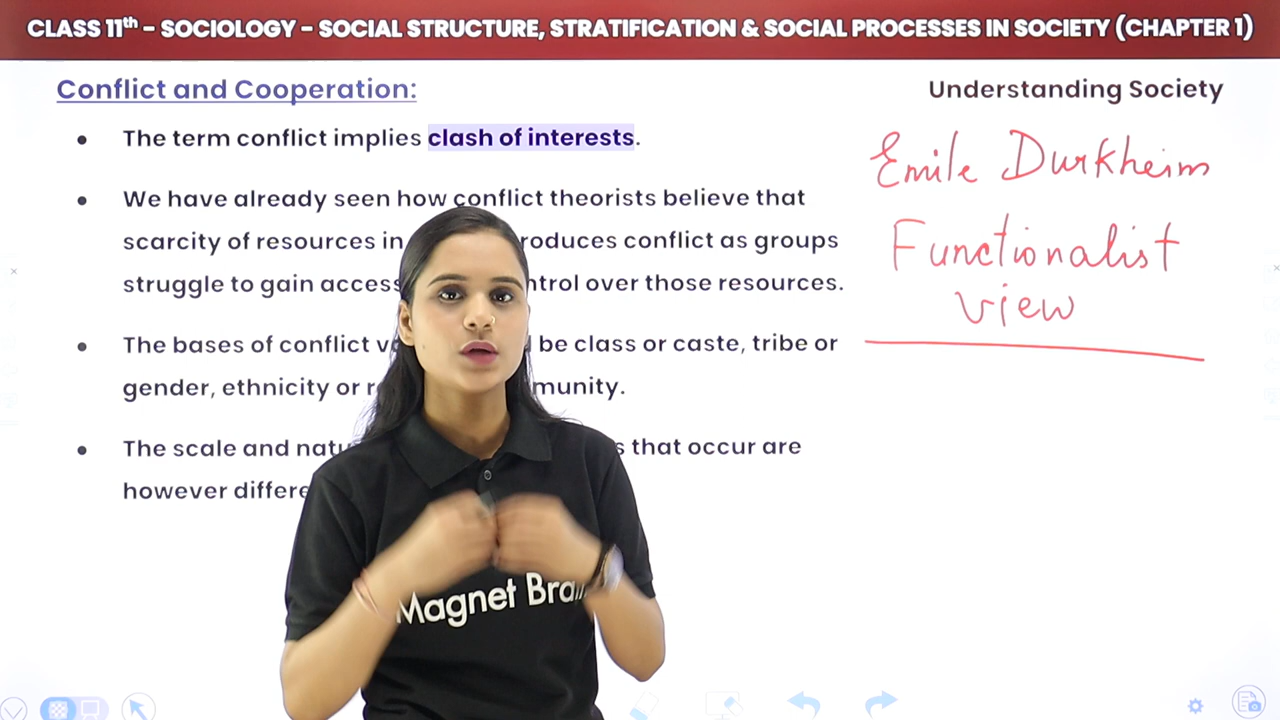 CLASS 11th - SOCIOLOGY - SOCIAL STRUCTURE, STRATIFICATION & SOCIAL PROCESSES IN SOCIETY (CHAPTER 1)
Conflict and Cooperation:
Understanding Society
• The term conflict implies clash of interests.
• We have already seen how conflict theorists believe that
scarcity of resources in roduces conflict as groups
struggle to gain access ntrol over those resources.
• The bases of conflict v be class or caste, tribe or
gender, ethnicity or r munity.
• The scale and natu s that occur are
however differe
Emile Durkheim
Functionalist
view
Magnet Bra